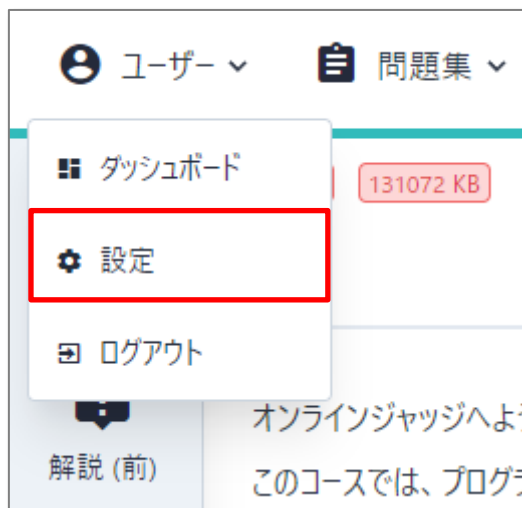 ユーザー 問題集
ダッシュボード
131072 KB
設定
ログアウト
オンラインジャッジへよ
解説 (前)
このコースでは、プログ